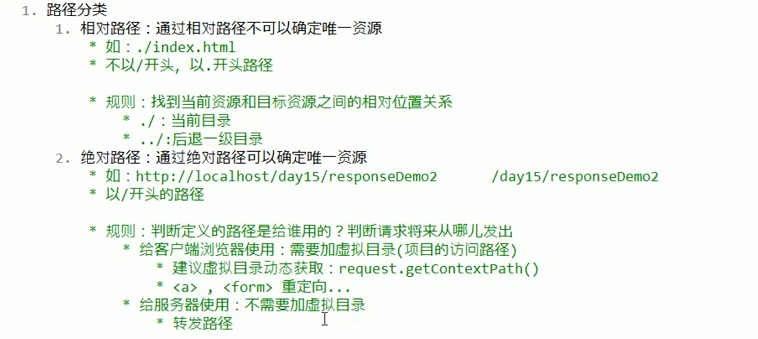 1. 路径分类
1. 相对路径：通过相对路径不可以确定唯一资源
* 如：./index.html
* 不以/开头，以.开头路径
* 规则：找到当前资源和目标资源之间的相对位置关系
* ./：当前目录
* ../:后退一级目录
2. 绝对路径：通过绝对路径可以确定唯一资源
* 如：http://localhost/day15/responseDemo2 /day15/responseDemo2
* 以/开头的路径
* 规则：判断定义的路径是给谁用的？判断请求将来从哪儿发出
* 给客户端浏览器使用：需要加虚拟目录(项目的访问路径)
* 建议虚拟目录动态获取：request.getContextPath()
* <a> , <form> 重定向...
* 给服务器使用：不需要加虚拟目录
* 转发路径